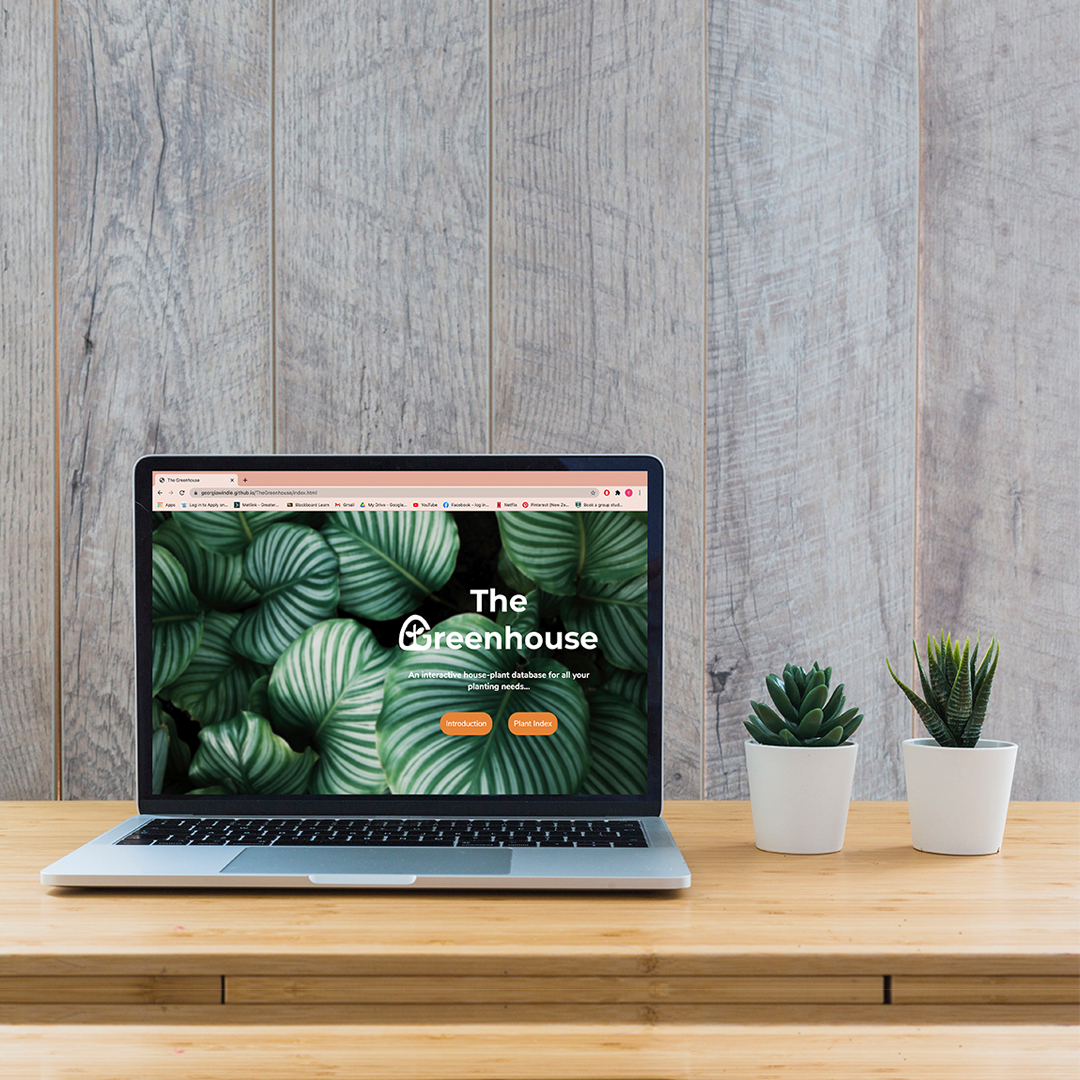 The Greenhouse
georgiawindle.github.io/TheGreenhouse/index.html
Apps Log in to Apply on... Metlink - Greater... Blackboard Learn Gmail My Drive - Google... YouTube Facebook – log in... Netflix Pinterest (New Ze... Book a group stud...
The
Greenhouse
An interactive house-plant database for all your
planting needs...
Introduction
Plant Index